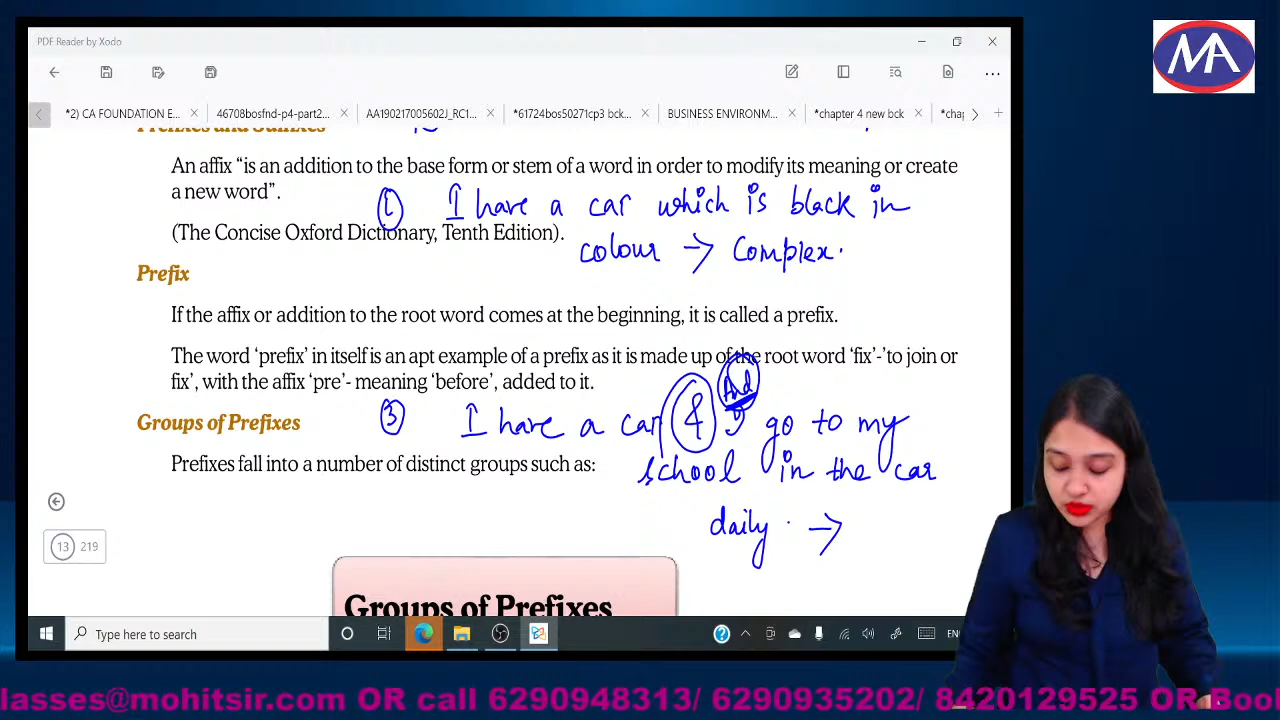 PDF Reader by Xodo
MA
*2) CA FOUNDATION E...
46708bosfnd-p4-part2...
AA190217005602J_RC1...
*61724bos50271cp3 bck...
BUSINESS ENVIRONM...
*chapter 4 new bck
*chap
Prefixes and Suffixes
An affix “is an addition to the base form or stem of a word in order to modify its meaning or create
a new word”.
① I have a car which is black in
(The Concise Oxford Dictionary, Tenth Edition).
colour → Complex.
Prefix
If the affix or addition to the root word comes at the beginning, it is called a prefix.
The word ‘prefix’ in itself is an apt example of a prefix as it is made up of the root word ‘fix’-’to join or
fix’, with the affix ‘pre’- meaning ‘before’, added to it.
And
Groups of Prefixes
③ I have a car & I go to my
Prefixes fall into a number of distinct groups such as:
school in the car
daily . →
13 219
Groups of Prefixes
Type here to search
ENG
lasses@mohitsir.com OR call 6290948313/ 6290935202/ 8420129525 OR Bool